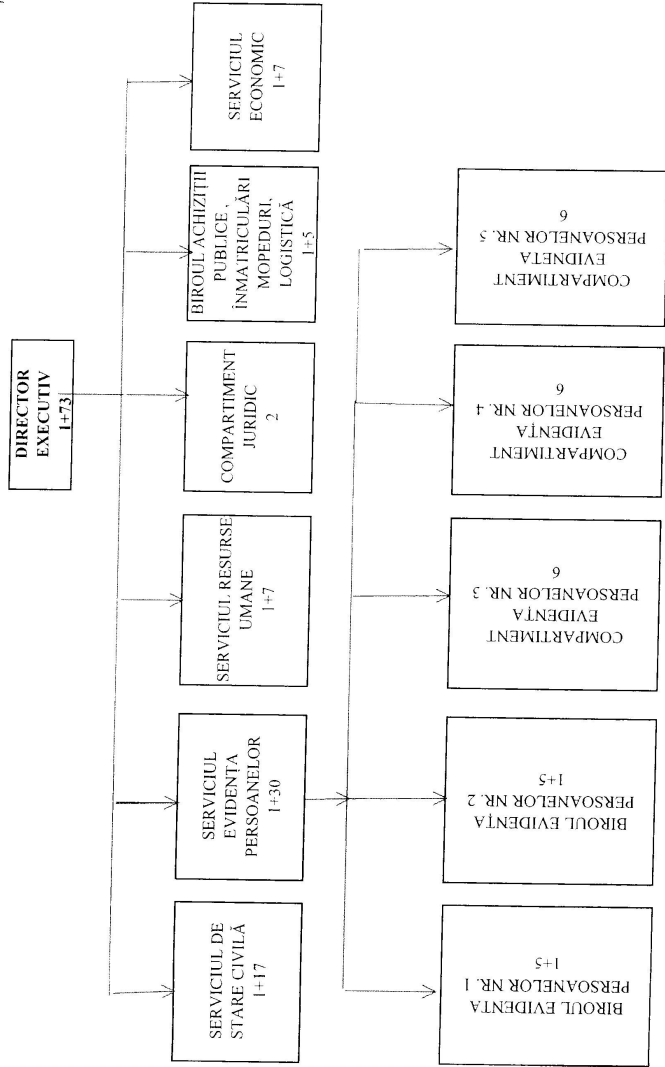 DIRECTOR
EXECUTIV
1+73
SERVICIUL DE
STARE CIVILĂ
1+17
SERVICIUL
EVIDENȚA
PERSOANELOR
1+30
SERVICIUL RESURSE
UMANE
1+7
COMPARTIMENT
JURIDIC
2
BIROUL ACHIZIȚII
PUBLICE ,
ÎNMATRICULĂRI
MOPEDURI,
LOGISTICĂ
1+5
SERVICIUL
ECONOMIC
1+7
BIROUL EVIDENȚA
PERSOANELOR NR. 1
1+5
BIROUL EVIDENȚA
PERSOANELOR NR. 2
1+5
COMPARTIMENT
EVIDENȚA
PERSOANELOR NR. 3
6
COMPARTIMENT
EVIDENȚA
PERSOANELOR NR. 4
6
COMPARTIMENT
EVIDNETA
PERSOANELOR NR. 5
6